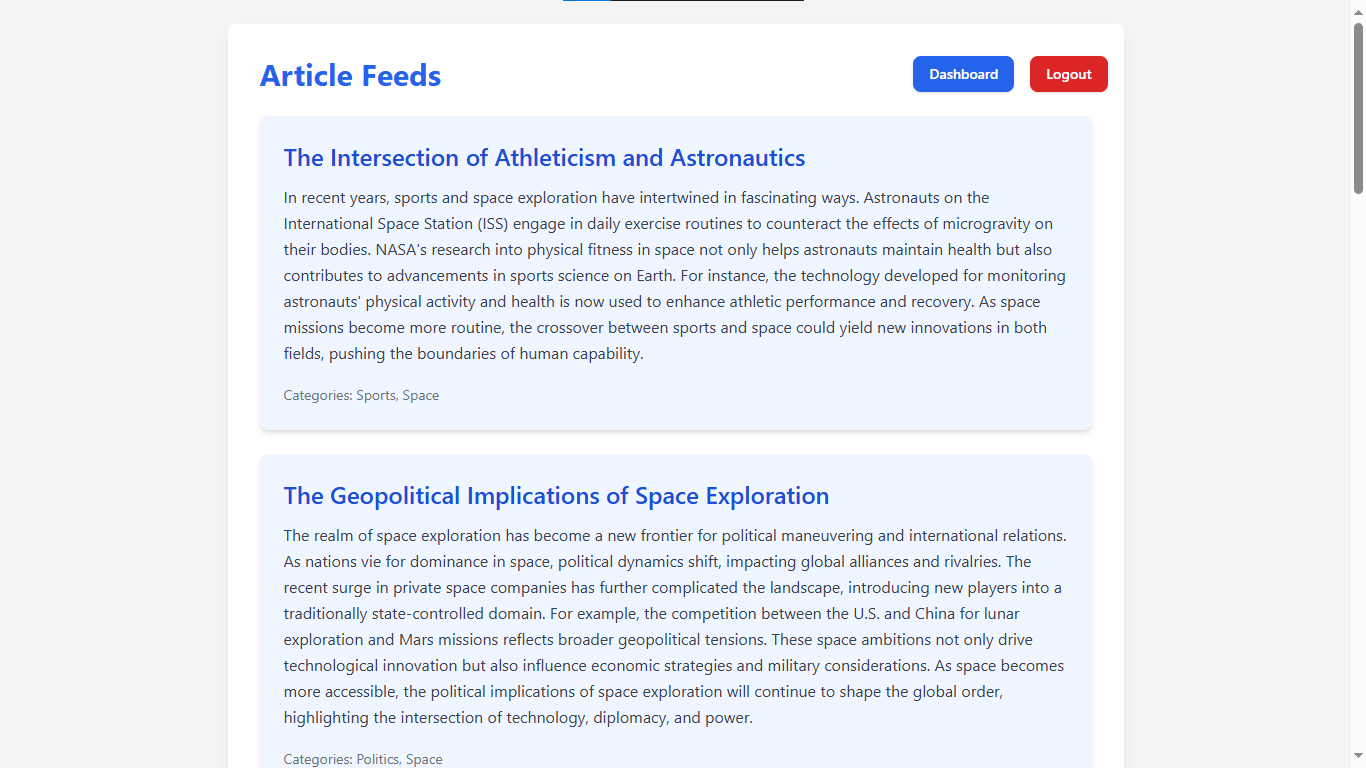 Article Feeds
Dashboard
Logout
The Intersection of Athleticism and Astronautics
In recent years, sports and space exploration have intertwined in fascinating ways. Astronauts on the
International Space Station (ISS) engage in daily exercise routines to counteract the effects of microgravity on
their bodies. NASA's research into physical fitness in space not only helps astronauts maintain health but also
contributes to advancements in sports science on Earth. For instance, the technology developed for monitoring
astronauts' physical activity and health is now used to enhance athletic performance and recovery. As space
missions become more routine, the crossover between sports and space could yield new innovations in both
fields, pushing the boundaries of human capability.
Categories: Sports, Space
The Geopolitical Implications of Space Exploration
The realm of space exploration has become a new frontier for political maneuvering and international relations.
As nations vie for dominance in space, political dynamics shift, impacting global alliances and rivalries. The
recent surge in private space companies has further complicated the landscape, introducing new players into a
traditionally state-controlled domain. For example, the competition between the U.S. and China for lunar
exploration and Mars missions reflects broader geopolitical tensions. These space ambitions not only drive
technological innovation but also influence economic strategies and military considerations. As space becomes
more accessible, the political implications of space exploration will continue to shape the global order,
highlighting the intersection of technology, diplomacy, and power.
Categories: Politics, Space